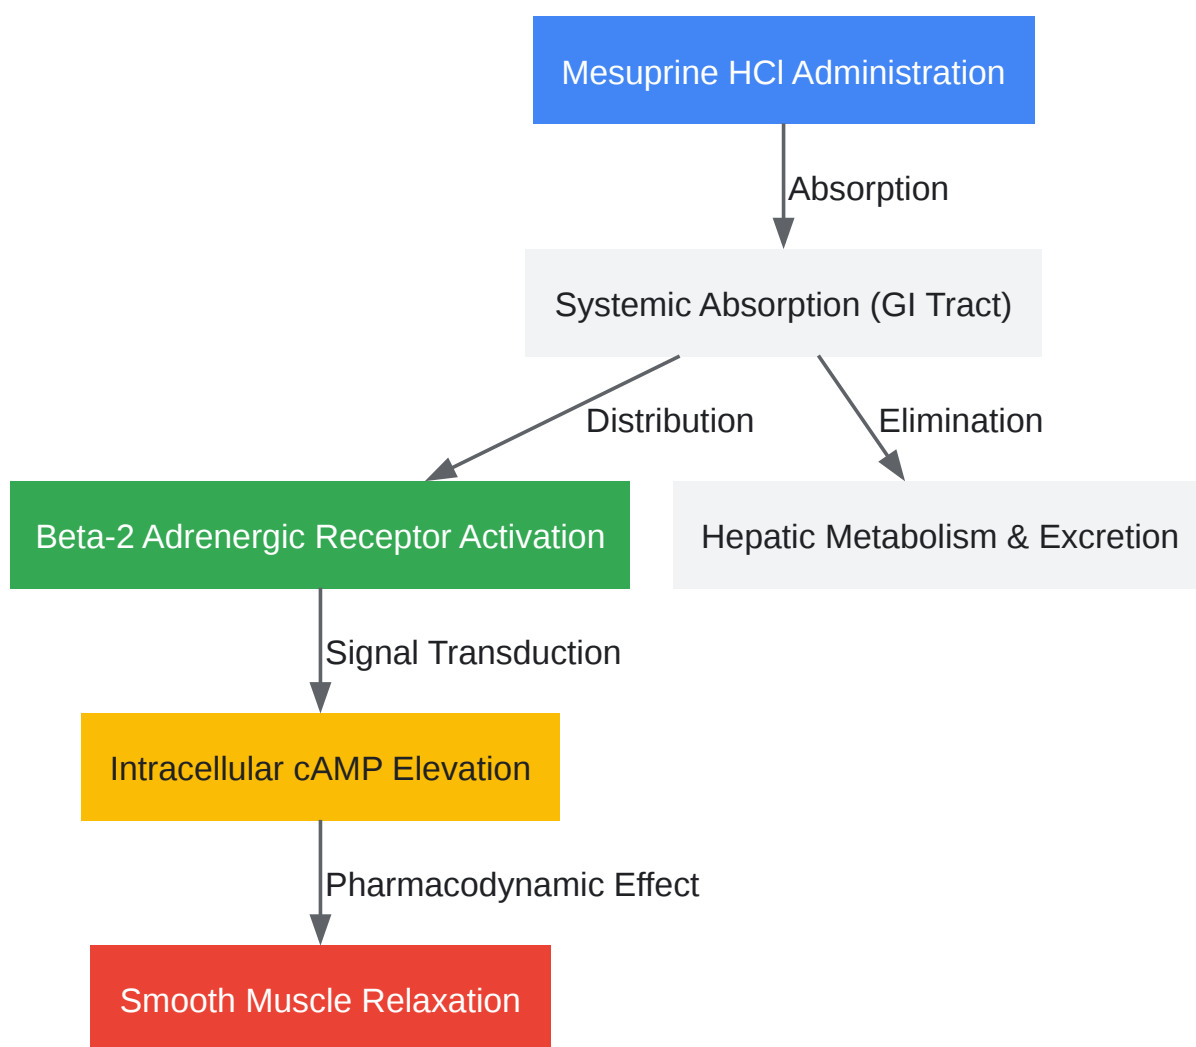 Mesuprine HCl Administration
Absorption
Systemic Absorption (GI Tract)
Distribution
Elimination
Beta-2 Adrenergic Receptor Activation
Hepatic Metabolism & Excretion
Signal Transduction
Intracellular cAMP Elevation
Pharmacodynamic Effect
Smooth Muscle Relaxation